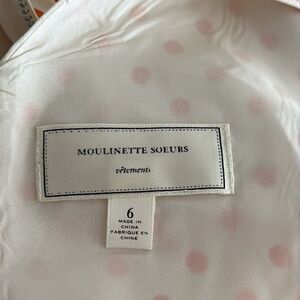 MOULINETTE SOEURS
vêtements
6
MADE IN
CHINA
FABRIQUE EN
CHINE